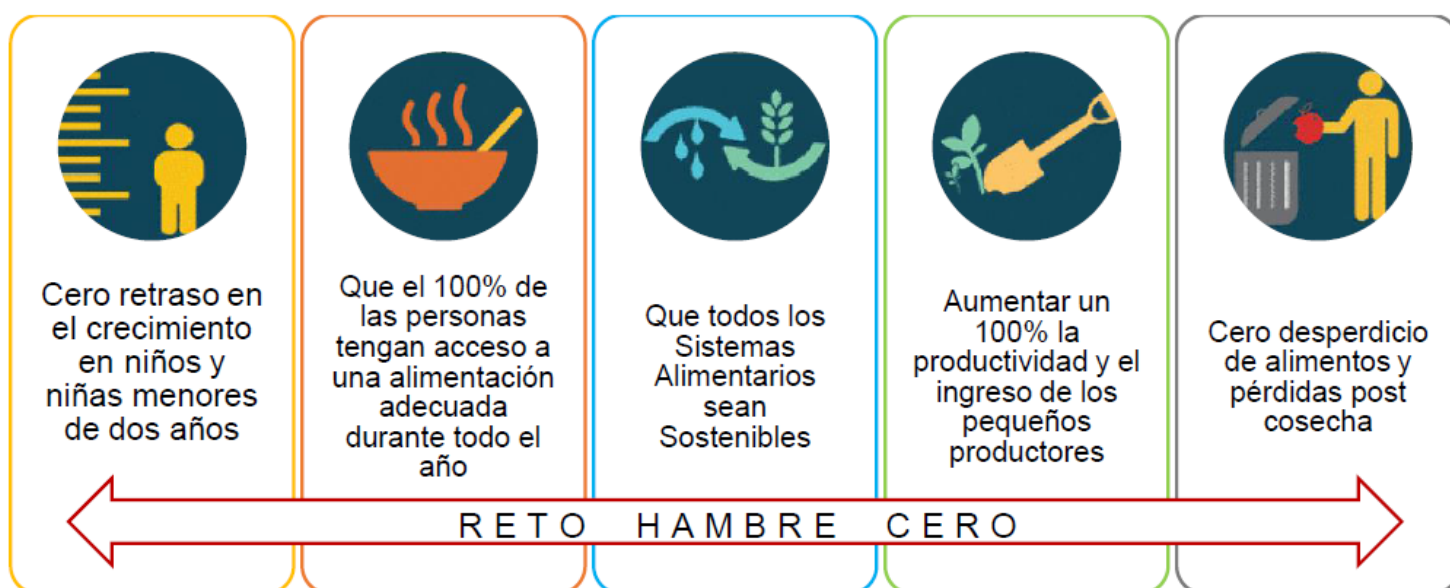 Cero retraso en
el crecimiento
en niños y
niñas menores
de dos años
Que el 100% de
las personas
tengan acceso a
una alimentación
adecuada
durante todo el
año
Que todos los
Sistemas
Alimentarios
sean
Sostenibles
Aumentar un
100% la
productividad y el
ingreso de los
pequeños
productores
Cero desperdicio
de alimentos y
pérdidas post
cosecha
RETO HAMBRE CERO